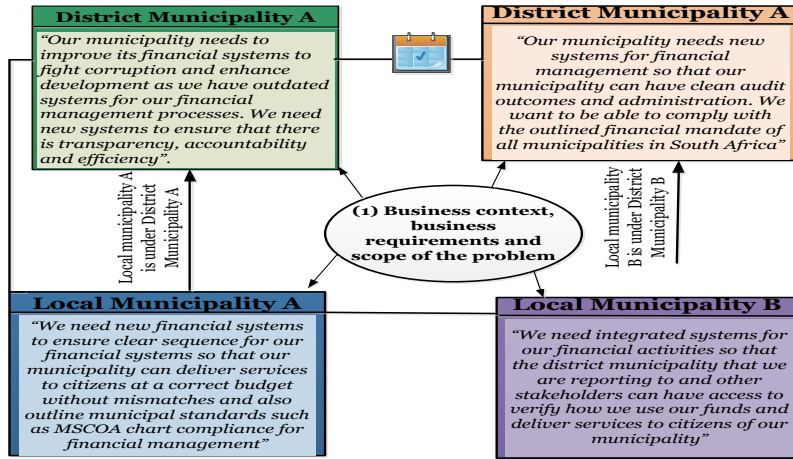 District Municipality A
“Our municipality needs to
improve its financial systems to
fight corruption and enhance
development as we have outdated
systems for our financial
management processes. We need
new systems to ensure that there
is transparency, accountability
and efficiency”.
District Municipality A
“Our municipality needs new
systems for financial
management so that our
municipality can have clean audit
outcomes and administration. We
want to be able to comply with
the outlined financial mandate of
all municipalities in South Africa”
Local municipality A
is under District
Municipality A
(1) Business context,
business
requirements and
scope of the problem
Local municipality
B is under District
Municipality B
Local Municipality A
“We need new financial systems
to ensure clear sequence for our
financial systems so that our
municipality can deliver services
to citizens at a correct budget
without mismatches and also
outline municipal standards such
as MSCOA chart compliance for
financial management”
Local Municipality B
“We need integrated systems for
our financial activities so that
the district municipality that we
are reporting to and other
stakeholders can have access to
verify how we use our funds and
deliver services to citizens of our
municipality”